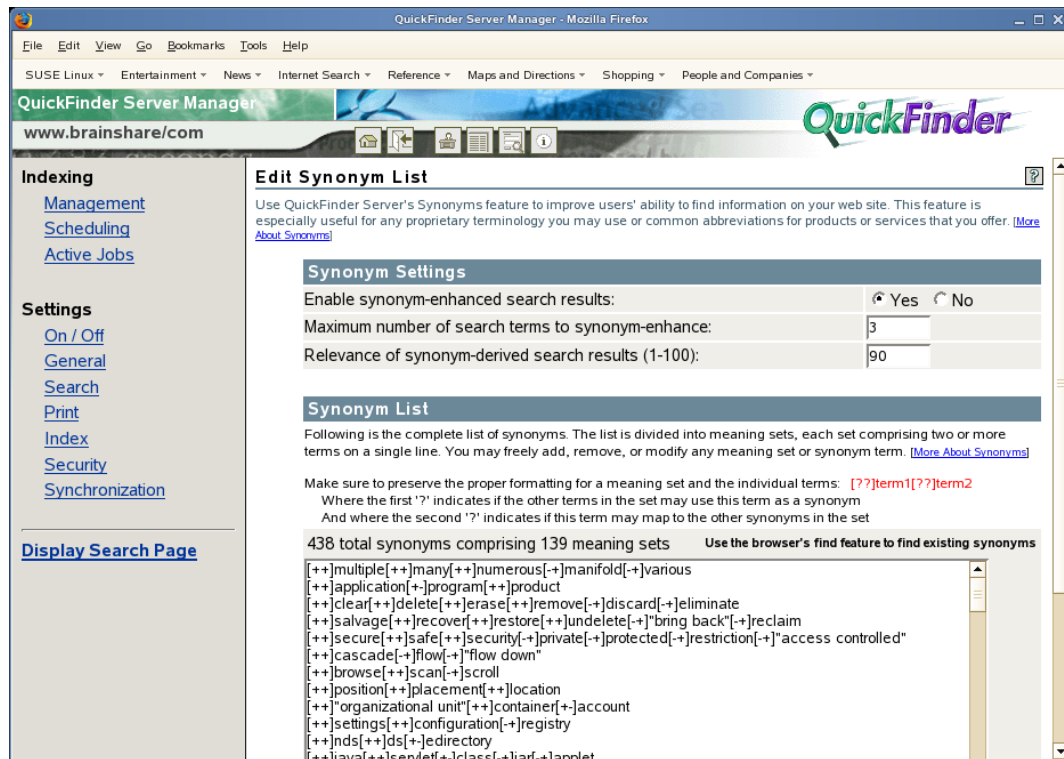 QuickFinder Server Manager - Mozilla Firefox
File Edit View Go Bookmarks Tools Help
SUSE Linux Entertainment News Internet Search Reference Maps and Directions Shopping People and Companies
QuickFinder Server Manager
Advanced Sea
QuickFinder
www.brainshare/com
Indexing
Management
Scheduling
Active Jobs
Settings
On / Off
General
Search
Print
Index
Security
Synchronization
Display Search Page
Edit Synonym List
?
Use QuickFinder Server's Synonyms feature to improve users' ability to find information on your web site. This feature is
especially useful for any proprietary terminology you may use or common abbreviations for products or services that you offer. [More
About Synonyms]
Synonym Settings
Enable synonym-enhanced search results: Yes No
Maximum number of search terms to synonym-enhance: 3
Relevance of synonym-derived search results (1-100): 90
Synonym List
Following is the complete list of synonyms. The list is divided into meaning sets, each set comprising two or more
terms on a single line. You may freely add, remove, or modify any meaning set or synonym term. [More About Synonyms]
Make sure to preserve the proper formatting for a meaning set and the individual terms: [??]term1[??]term2
Where the first '?' indicates if the other terms in the set may use this term as a synonym
And where the second '?' indicates if this term may map to the other synonyms in the set
438 total synonyms comprising 139 meaning sets Use the browser's find feature to find existing synonyms
[++]multiple[++]many[++]numerous[-+]manifold[-+]various
[++]application[+-]program[++]product
[++]clear[++]delete[++]erase[++]remove[-+]discard[-+]eliminate
[++]salvage[++]recover[++]restore[++]undelete[-+]"bring back"[-+]reclaim
[++]secure[++]safe[++]security[-+]private[-+]protected[-+]restriction[-+]"access controlled"
[++]cascade[-+]flow[-+]"flow down"
[++]browse[++]scan[-+]scroll
[++]position[++]placement[++]location
[++]"organizational unit"[++]container[+-]account
[++]settings[++]configuration[-+]registry
[++]nds[++]ds[+-]edirectory
[++]java[++]servlet[+-]class[-+]jar[-+]applet